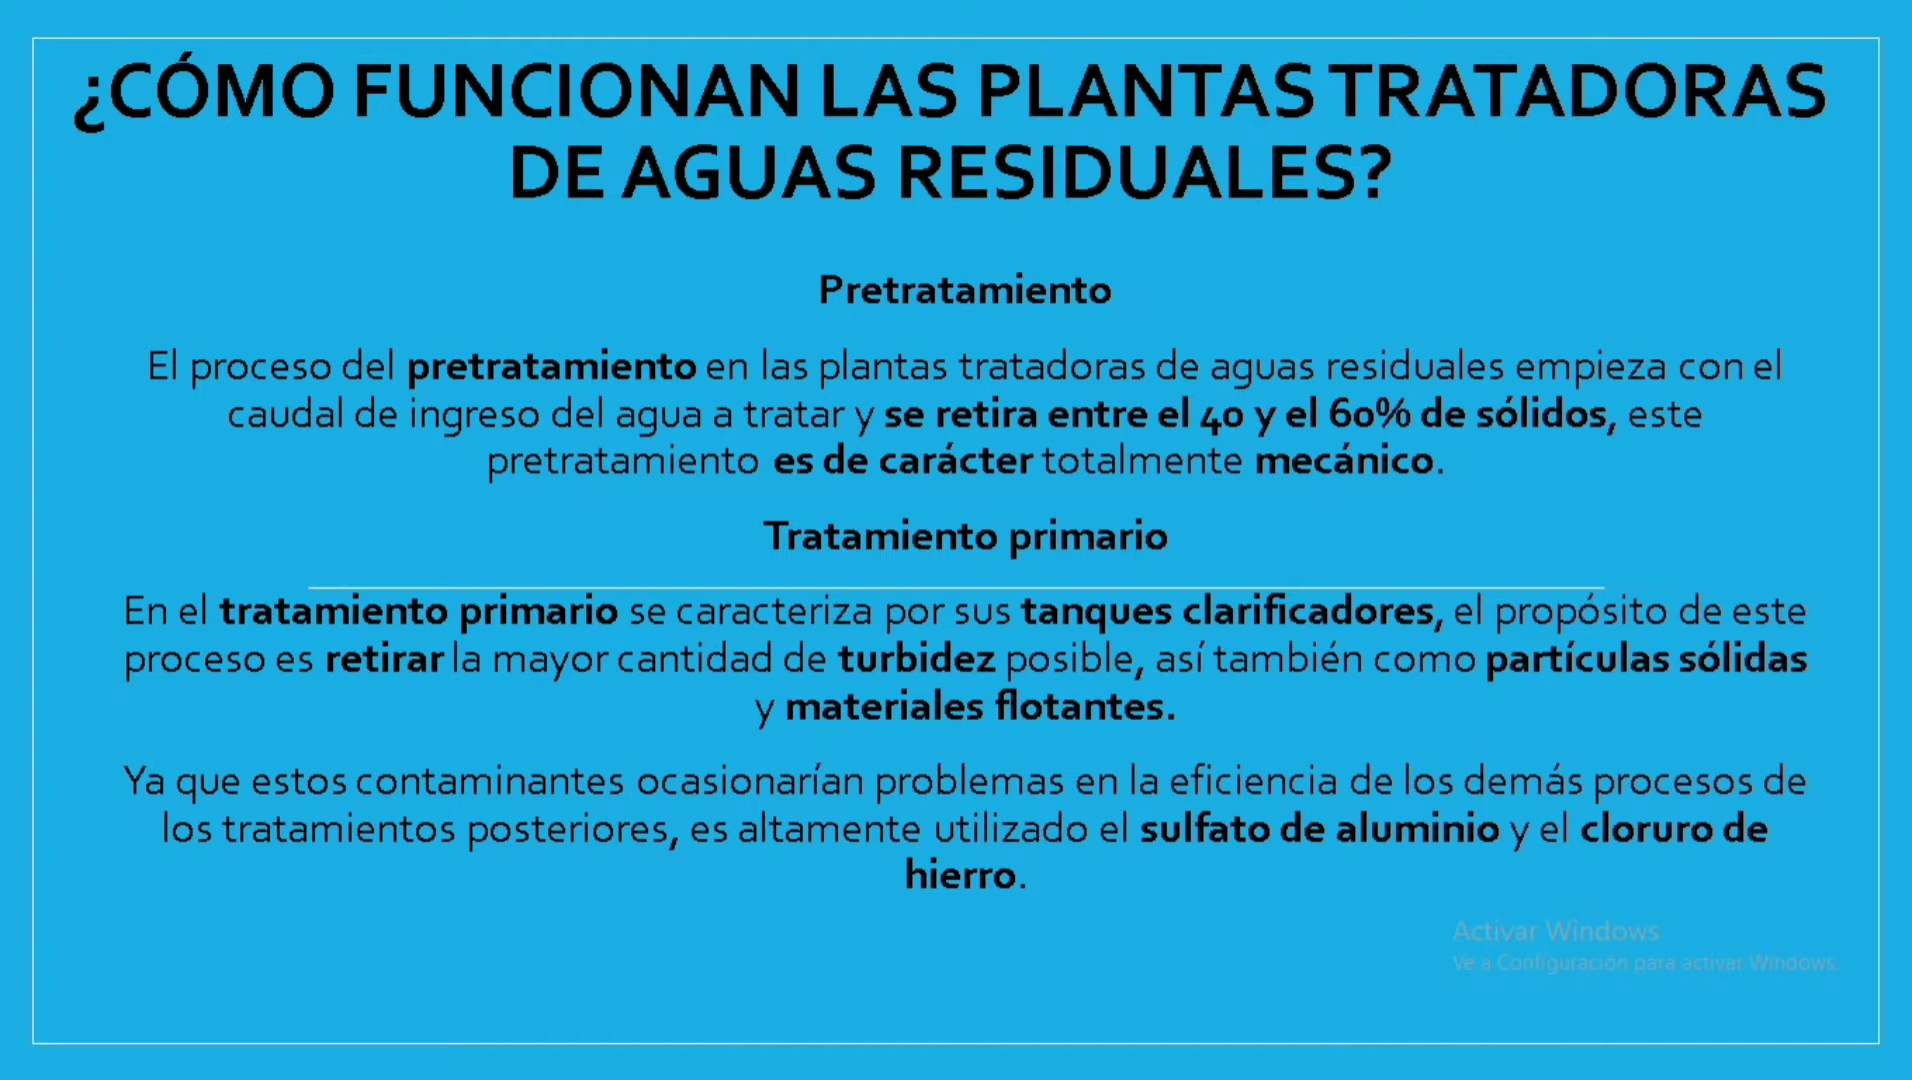 ¿CÓMO FUNCIONAN LAS PLANTAS TRATADORAS
DE AGUAS RESIDUALES?
Pretratamiento
El proceso del pretratamiento en las plantas tratadoras de aguas residuales empieza con el
caudal de ingreso del agua a tratar y se retira entre el 40 y el 60% de sólidos, este
pretratamiento es de carácter totalmente mecánico.
Tratamiento primario
En el tratamiento primario se caracteriza por sus tanques clarificadores, el propósito de este
proceso es retirar la mayor cantidad de turbidez posible, así también como partículas sólidas
y materiales flotantes.
Ya que estos contaminantes ocasionarían problemas en la eficiencia de los demás procesos de
los tratamientos posteriores, es altamente utilizado el sulfato de aluminio y el cloruro de
hierro.
Activar Windows
Ve a Configuración para activar Windows.